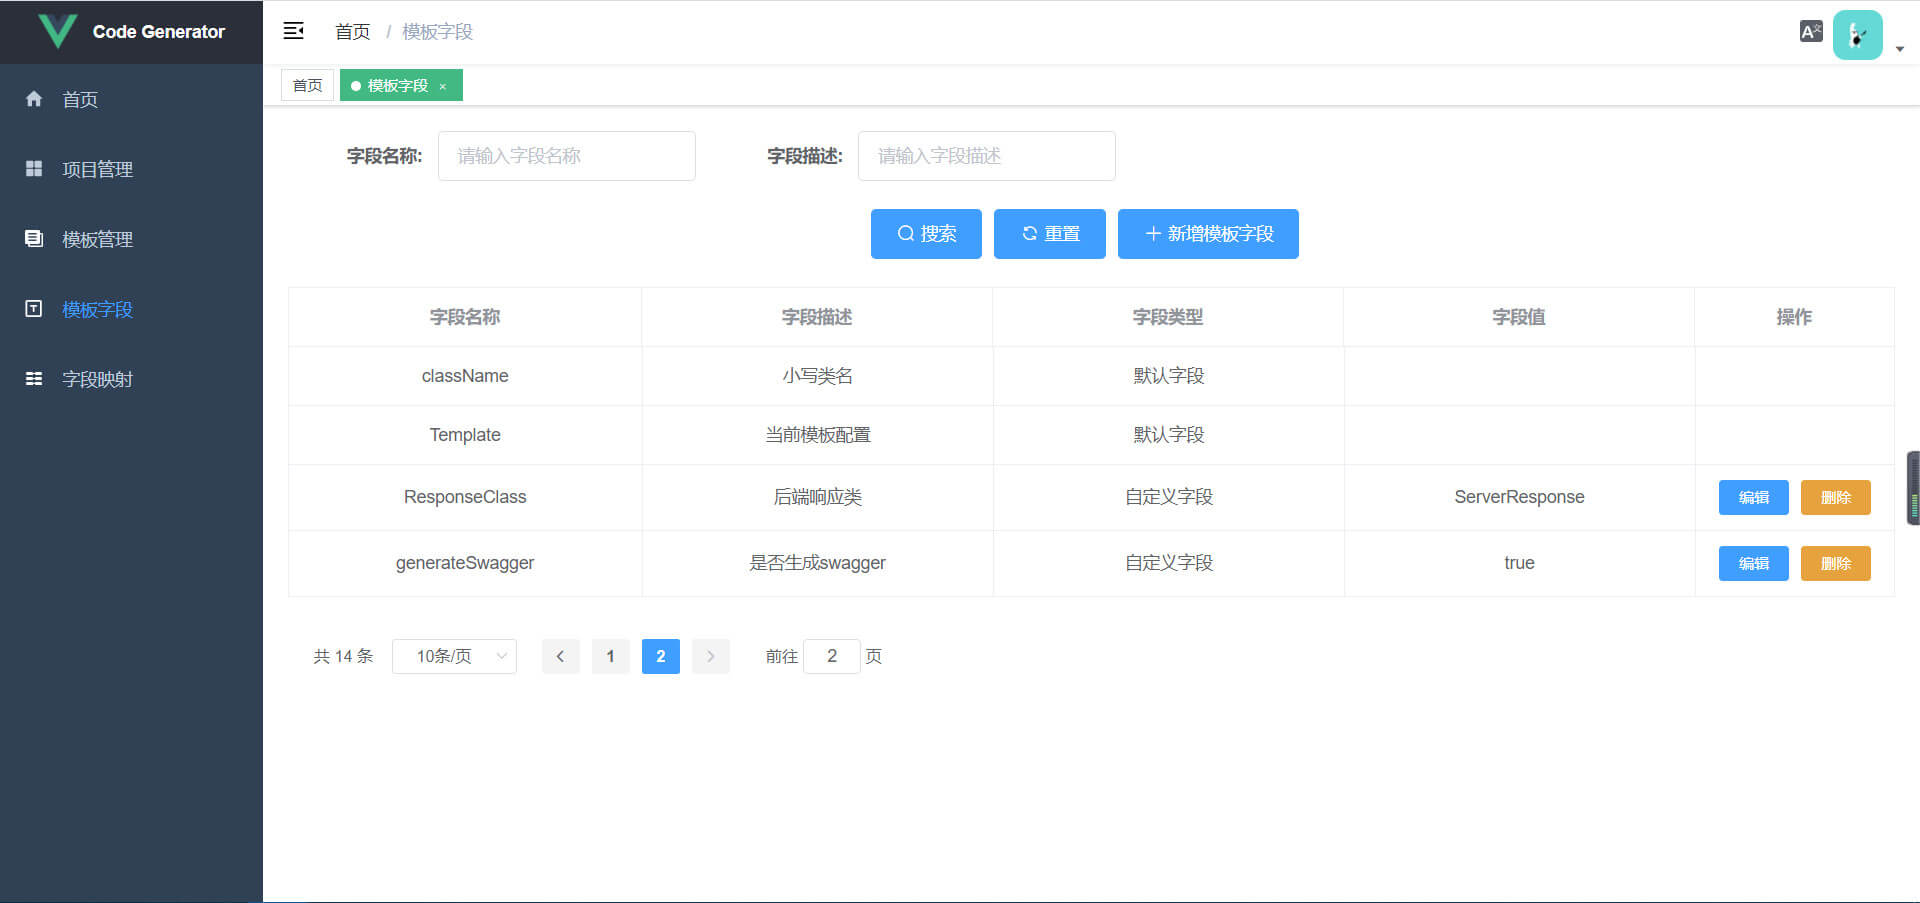 Code Generator
首页 / 模板字段
A文
首页
模板字段 ×
首页
项目管理
模板管理
T 模板字段
字段映射
字段名称: 请输入字段名称
字段描述: 请输入字段描述
搜索 重置 新增模板字段
字段名称 字段描述 字段类型 字段值 操作
className 小写类名 默认字段
Template 当前模板配置 默认字段
ResponseClass 后端响应类 自定义字段 ServerResponse 编辑 删除
generateSwagger 是否生成swagger 自定义字段 true 编辑 删除
共 14 条 10条/页 1 2 前往 2 页